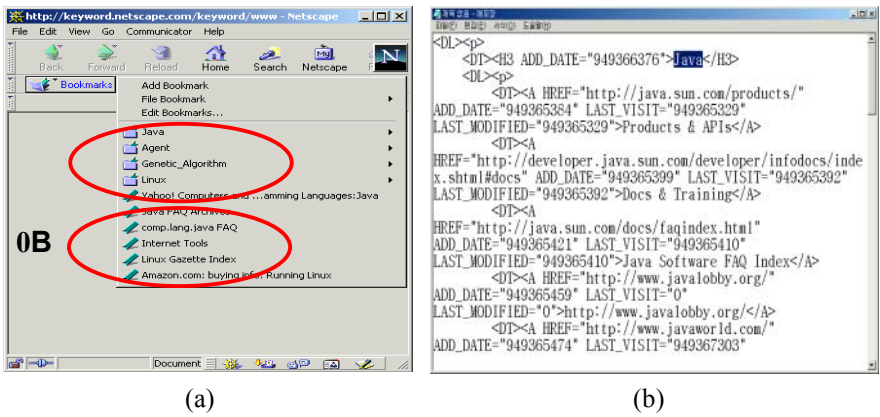 http://keyword.netscape.com/keyword/www - Netscape
File Edit View Go Communicator Help
Back Forward Reload Home Search Netscape
Bookmarks
Add Bookmark
File Bookmark
Edit Bookmarks...
Java
Agent
Genetic_Algorithm
Linux
Yahoo! Computers and ...amming Languages:Java
Java FAQ Archives
comp.lang.java FAQ
Internet Tools
Linux Gazette Index
Amazon.com: buying info: Running Linux
0B
Document
(a)
<DL><p>
<DT><H3 ADD_DATE="949366376">Java</H3>
<DL><p>
<DT><A HREF="http://java.sun.com/products/"
ADD_DATE="949365384" LAST_VISIT="949365329"
LAST_MODIFIED="949365329">Products & APIs</A>
<DT><A
HREF="http://developer.java.sun.com/developer/infodocs/inde
x.shtml#docs" ADD_DATE="949365399" LAST_VISIT="949365392"
LAST_MODIFIED="949365392">Docs & Training</A>
<DT><A
HREF="http://java.sun.com/docs/faqindex.html"
ADD_DATE="949365421" LAST_VISIT="949365410"
LAST_MODIFIED="949365410">Java Software FAQ Index</A>
<DT><A HREF="http://www.javalobby.org/"
ADD_DATE="949365459" LAST_VISIT="0"
LAST_MODIFIED="0">http://www.javalobby.org/</A>
<DT><A HREF="http://www.javaworld.com/"
ADD_DATE="949365474" LAST_VISIT="949367303"
(b)